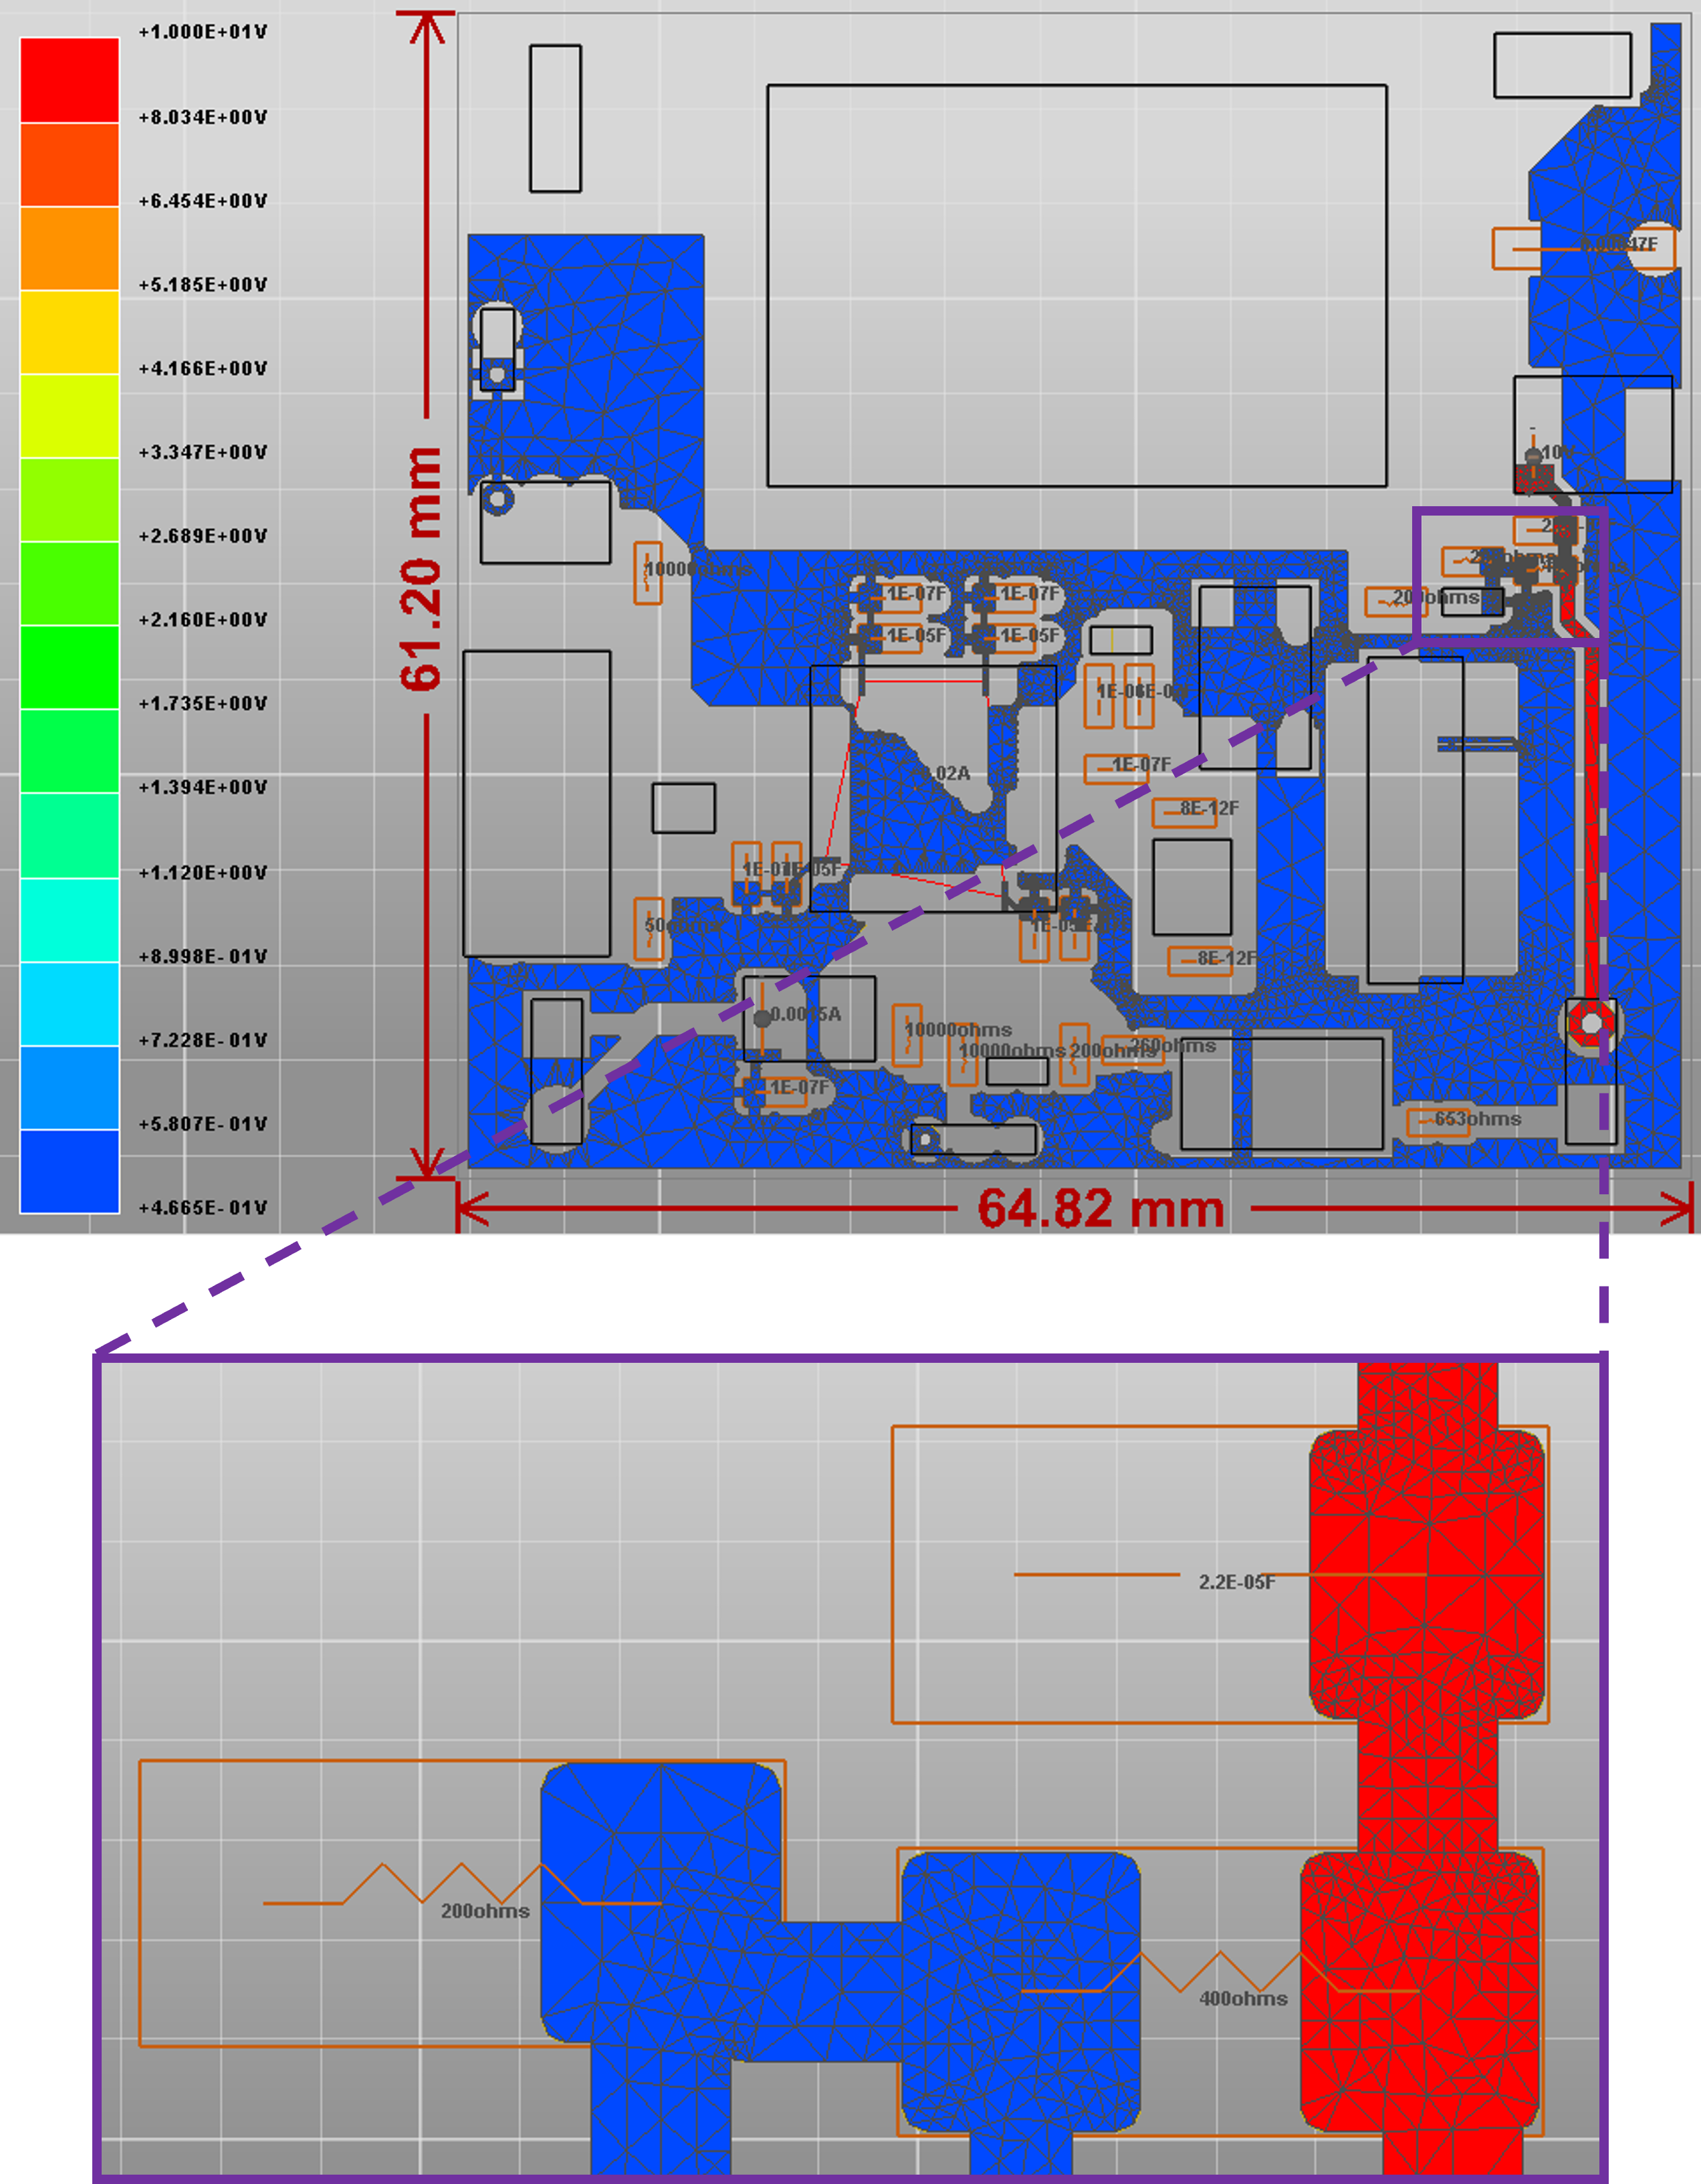 +1.000E+01V
+8.034E+00V
+6.454E+00V
+5.185E+00V
+4.166E+00V
+3.347E+00V
+2.689E+00V
+2.160E+00V
+1.735E+00V
+1.394E+00V
+1.120E+00V
+8.998E-01V
+7.228E-01V
+5.807E-01V
+4.665E-01V
61.20 mm
64.82 mm
10000ohms
1E-07F
1E-07F
1E-05F
1E-05F
200ohms
1E-07F
8E-12F
8E-12F
0.0015A
10000ohms
10000ohms
200ohms
260ohms
1E-07F
653ohms
2.2E-05F
200ohms
400ohms